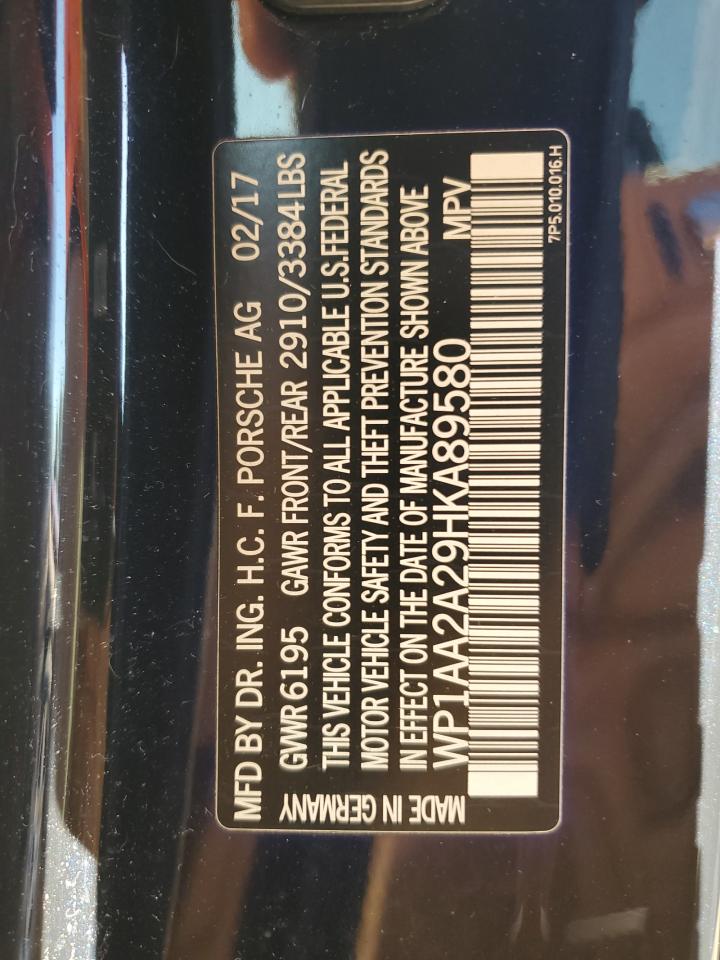 MFD BY DR. ING. H.C. F. PORSCHE AG 02/17
GVWR 6195 GAWR FRONT/REAR 2910/3384LBS
THIS VEHICLE CONFORMS TO ALL APPLICABLE U.S.FEDERAL
MOTOR VEHICLE SAFETY AND THEFT PREVENTION STANDARDS
IN EFFECT ON THE DATE OF MANUFACTURE SHOWN ABOVE
WP1AA2A29HKA89580 MPV
MADE IN GERMANY
7P5.010.016.H